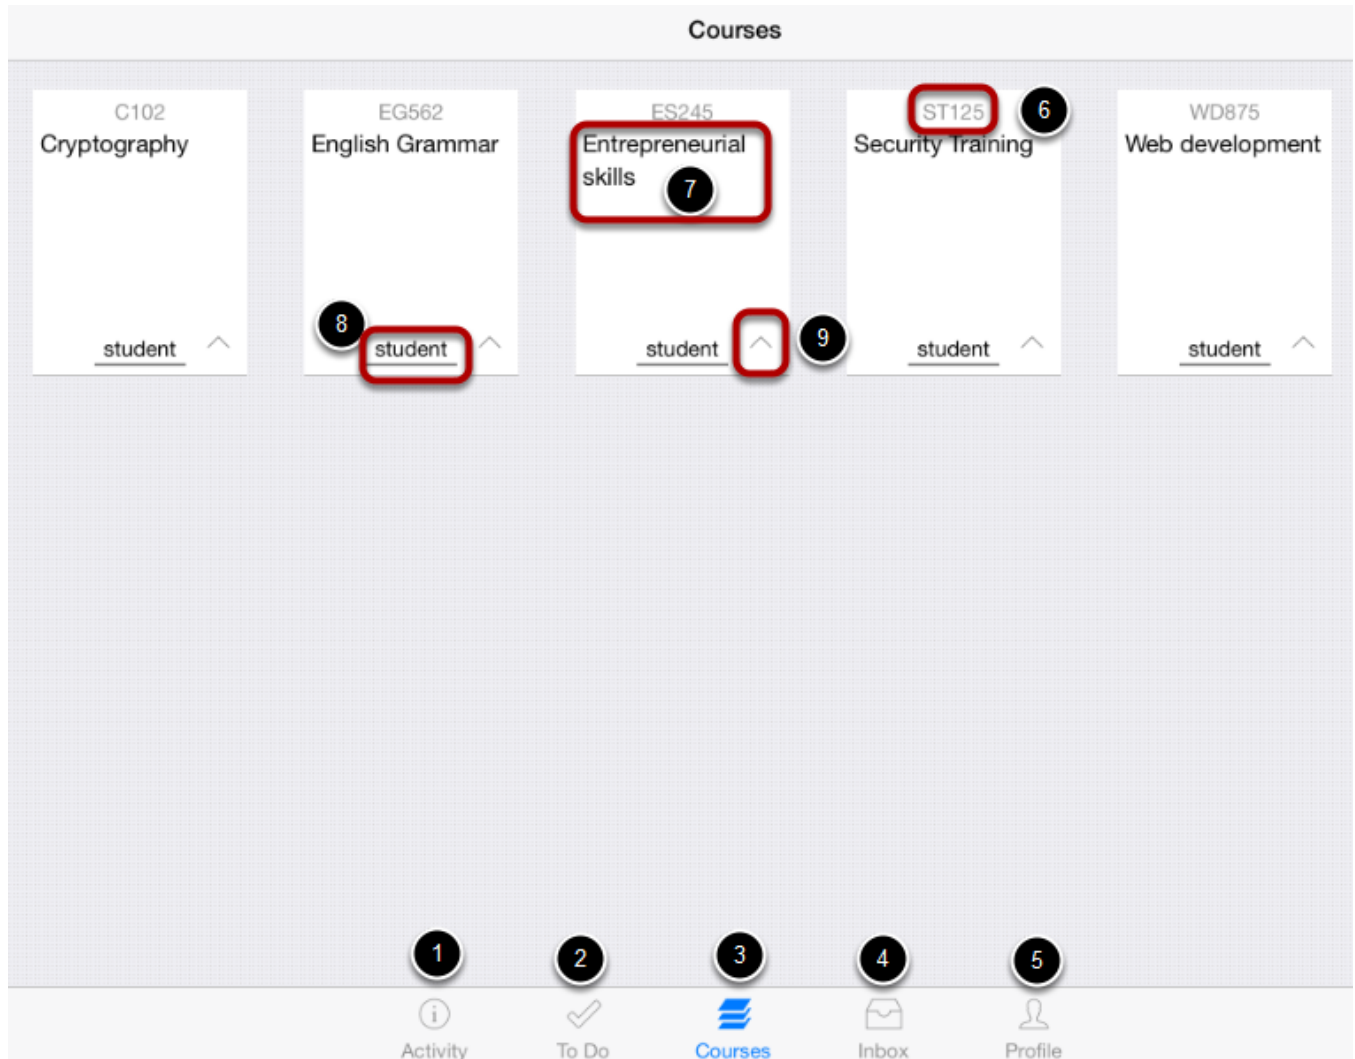 Courses
C102
Cryptography
student
EG562
English Grammar
8
student
ES245
Entrepreneurial
skills
7
student
9
ST125
6
Security Training
student
WD875
Web development
student
1
2
3
4
5
Activity
To Do
Courses
Inbox
Profile